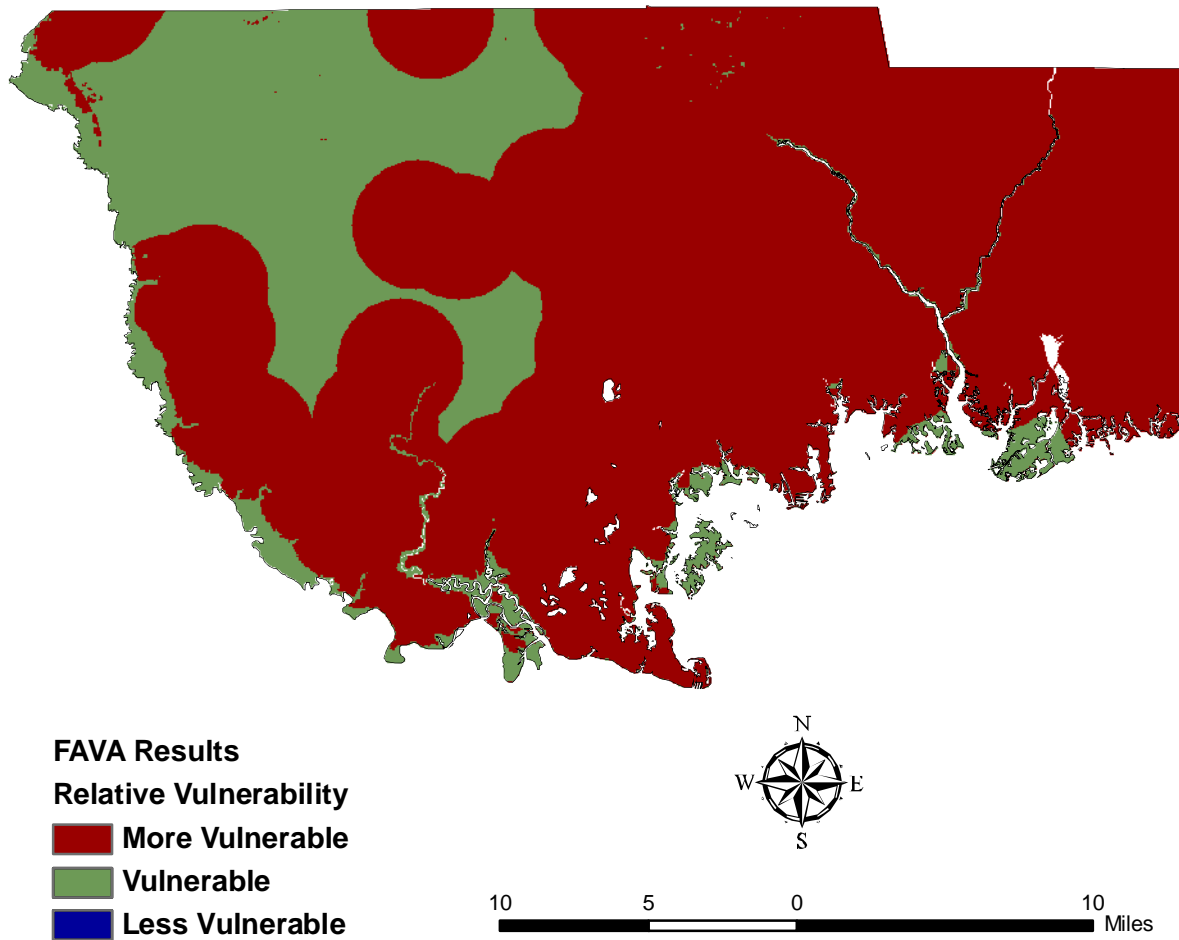 N
W
E
S
FAVA Results
Relative Vulnerability
More Vulnerable
Vulnerable
Less Vulnerable
10 5 0 10
Miles